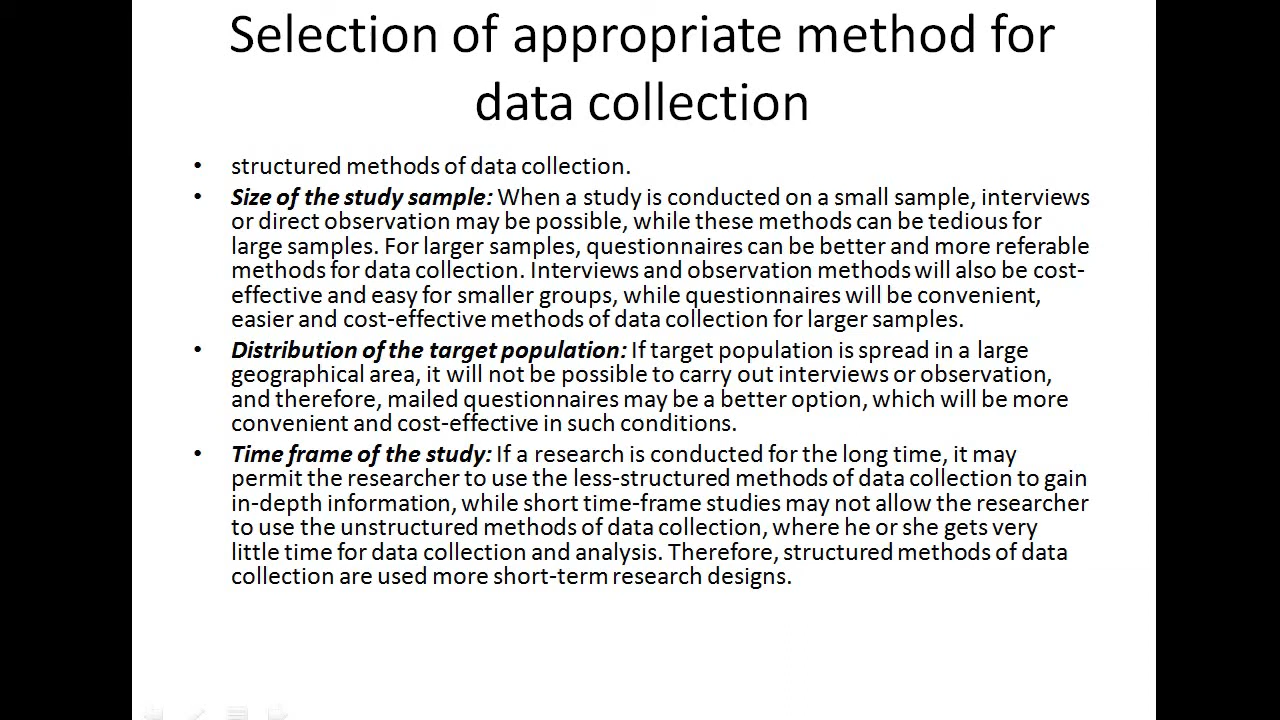 Selection of appropriate method for
data collection
• structured methods of data collection.
• Size of the study sample: When a study is conducted on a small sample, interviews
or direct observation may be possible, while these methods can be tedious for
large samples. For larger samples, questionnaires can be better and more referable
methods for data collection. Interviews and observation methods will also be cost-
effective and easy for smaller groups, while questionnaires will be convenient,
easier and cost-effective methods of data collection for larger samples.
• Distribution of the target population: If target population is spread in a large
geographical area, it will not be possible to carry out interviews or observation,
and therefore, mailed questionnaires may be a better option, which will be more
convenient and cost-effective in such conditions.
• Time frame of the study: If a research is conducted for the long time, it may
permit the researcher to use the less-structured methods of data collection to gain
in-depth information, while short time-frame studies may not allow the researcher
to use the unstructured methods of data collection, where he or she gets very
little time for data collection and analysis. Therefore, structured methods of data
collection are used more short-term research designs.